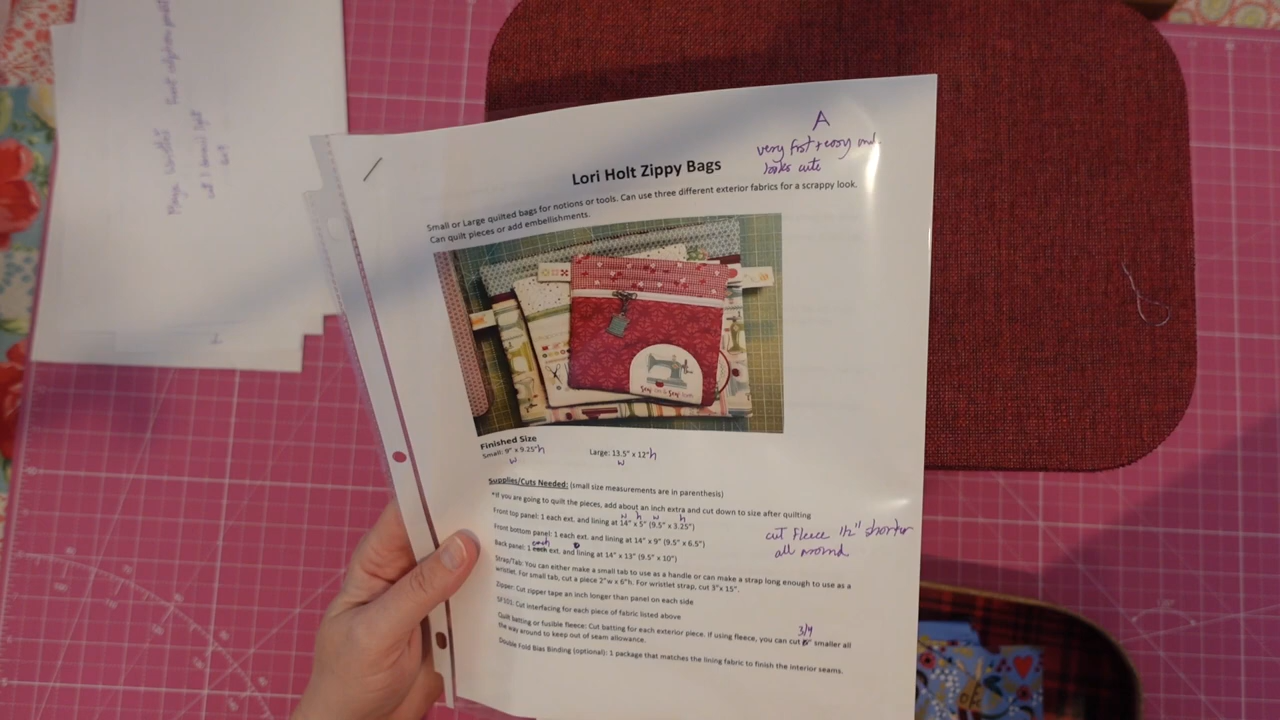 A
very fast + easy and
looks cute
Lori Holt Zippy Bags
Small or Large quilted bags for notions or tools. Can use three different exterior fabrics for a scrappy look.
Can quilt pieces or add embellishments.
Finished Size
Small: 9" x 9.25" h
w
Large: 13.5" x 12" h
w
Supplies/Cuts Needed: (small size measurements are in parenthesis)
*If you are going to quilt the pieces, add about an inch extra and cut down to size after quilting
w h w h
Front top panel: 1 each ext. and lining at 14" x 5" (9.5" x 3.25")
Front bottom panel: 1 each ext. and lining at 14" x 9" (9.5" x 6.5")
each
Back panel: 1 each ext. and lining at 14" x 13" (9.5" x 10")
cut fleece 1 1/2" shorter
all around
Strap/Tab: You can either make a small tab to use as a handle or can make a strap long enough to use as a
wristlet. For small tab, cut a piece 2"w x 6"h. For wristlet strap, cut 3"x 15".
Zipper: Cut zipper tape an inch longer than panel on each side
SF101: Cut interfacing for each piece of fabric listed above
3/4
Quilt batting or fusible fleece: Cut batting for each exterior piece. If using fleece, you can cut smaller all
the way around to keep out of seam allowance.
Double Fold Bias Binding (optional): 1 package that matches the lining fabric to finish the interior seams.